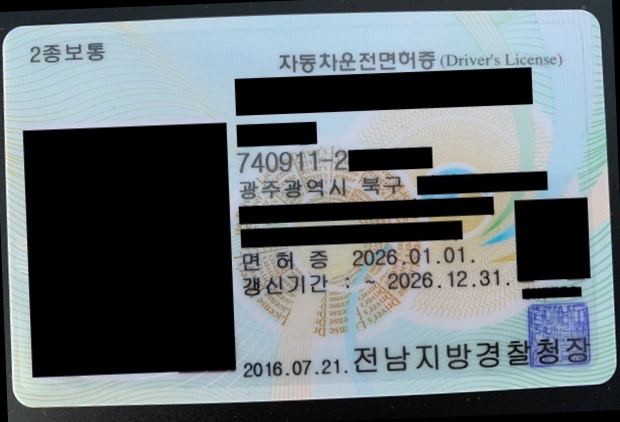 2종보통
자동차운전면허증 (Driver's License)
740911-2
광주광역시 북구
면 허 증 2026.01.01.
갱신기간 : ~ 2026.12.31.
2016.07.21. 전남지방경찰청장